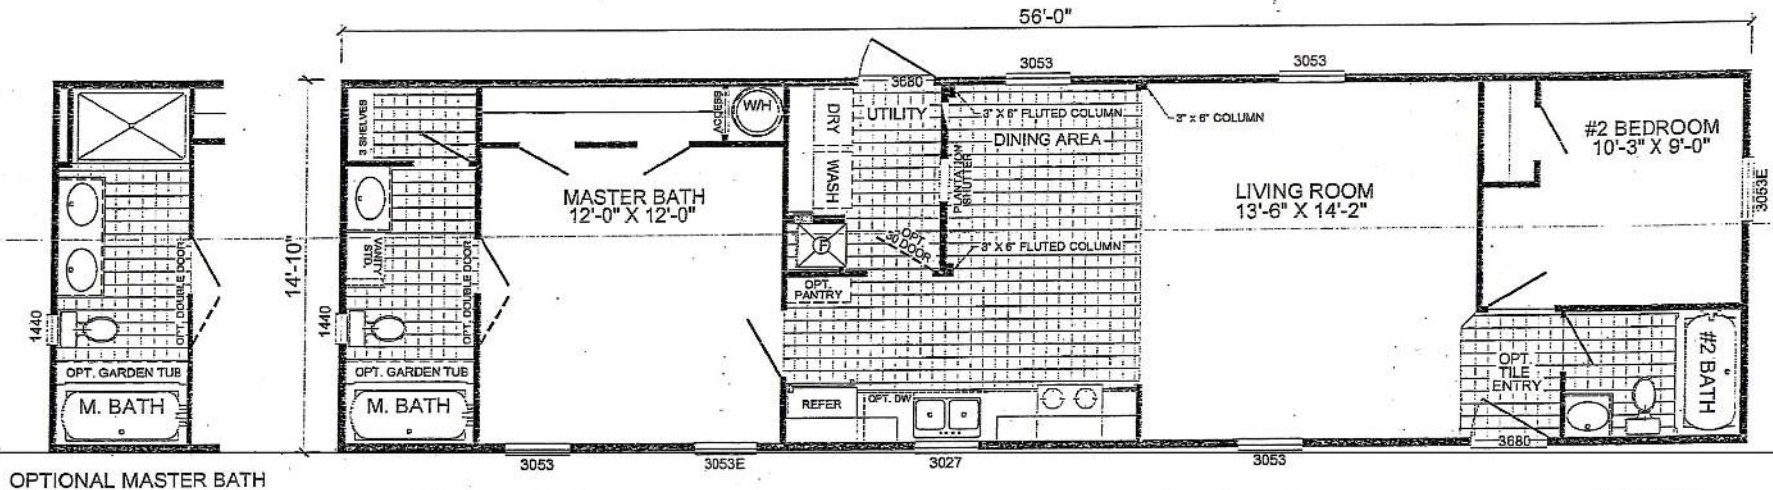 56'-0"
3053
3053
3680
3 SHELVES
ACCESS
W/H
DRY
UTILITY
3" X 6" FLUTED COLUMN
3" x 6" COLUMN
DINING AREA
#2 BEDROOM
10'-3" X 9'-0"
WASH
PLANTATION
SHUTTER
MASTER BATH
12'-0" X 12'-0"
LIVING ROOM
13'-6" X 14'-2"
3053E
14'-10"
OPT. DOUBLE DOOR
VANITY
STD.
OPT. DOUBLE DOOR
F
OPT.
30 DOOR
3" X 6" FLUTED COLUMN
OPT.
PANTRY
1440
1440
OPT. GARDEN TUB
OPT. GARDEN TUB
OPT
TILE
ENTRY
#2 BATH
M. BATH
M. BATH
REFER
OPT. DW
3680
3053
3053E
3027
3053
OPTIONAL MASTER BATH